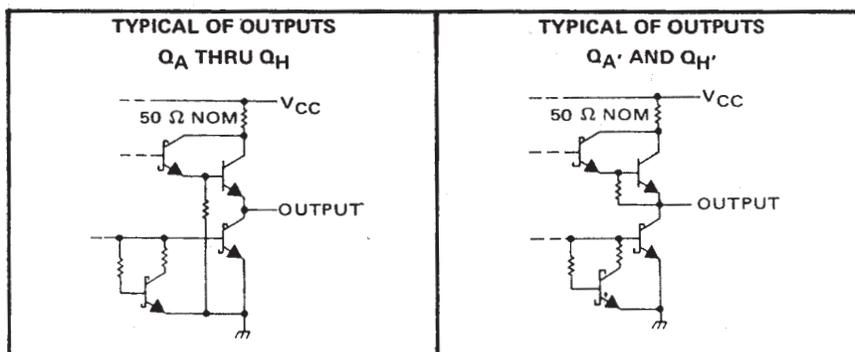 TYPICAL OF OUTPUTS
QA THRU QH
VCC
50 Ω NOM
OUTPUT
TYPICAL OF OUTPUTS
QA' AND QH'
VCC
50 Ω NOM
OUTPUT